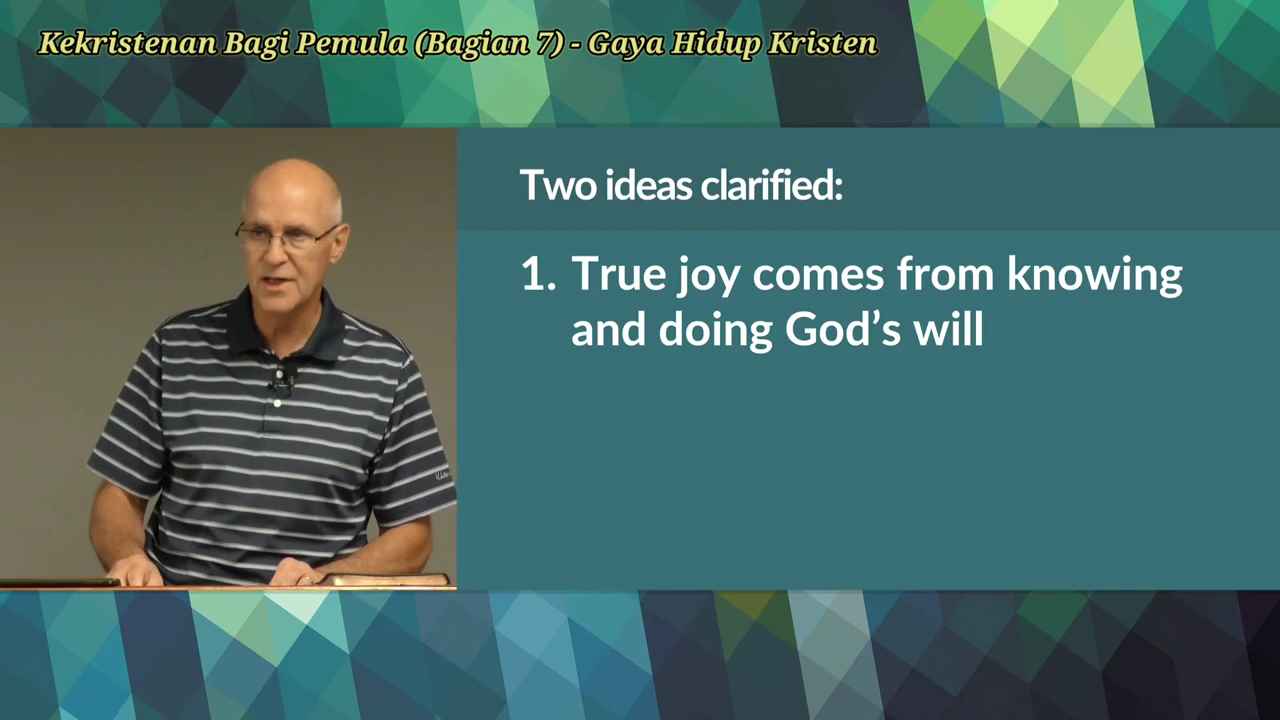 Kekristenan Bagi Pemula (Bagian 7) - Gaya Hidup Kristen
Two ideas clarified:
1. True joy comes from knowing
and doing God’s will